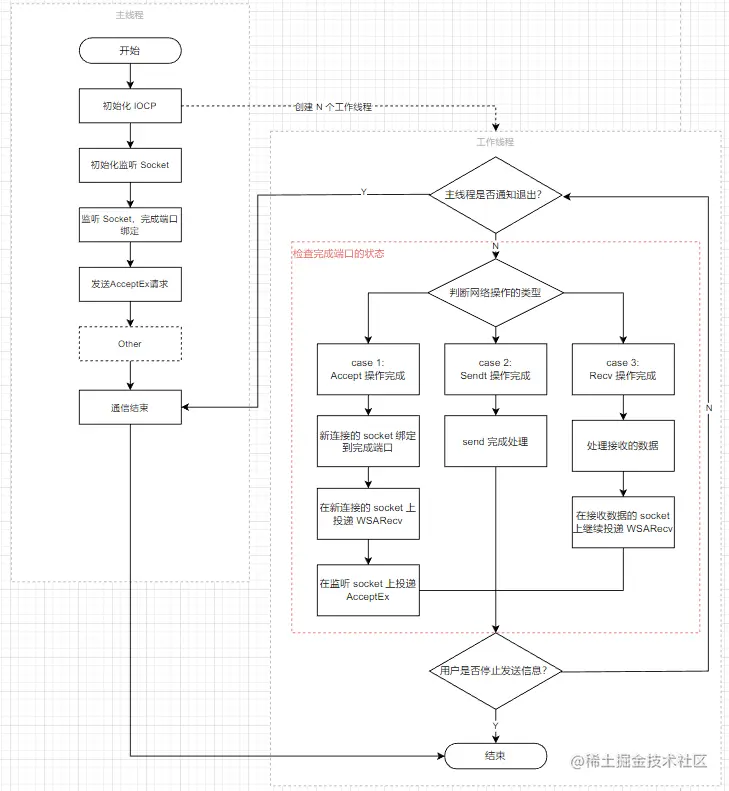 主线程
开始
初始化 IOCP
创建 N 个工作线程
初始化监听 Socket
监听 Socket，完成端口
绑定
发送AcceptEx请求
Other
通信结束
工作线程
主线程是否通知退出?
Y
N
检查完成端口的状态
判断网络操作的类型
case 1:
Accept 操作完成
新连接的 socket 绑定
到完成端口
在新连接的 socket 上
投递 WSARecv
在监听 socket 上投递
AcceptEx
case 2:
Sendt 操作完成
send 完成处理
case 3:
Recv 操作完成
处理接收的数据
在接收数据的 socket
上继续投递 WSARecv
N
用户是否停止发送信息?
Y
结束
@稀土掘金技术社区